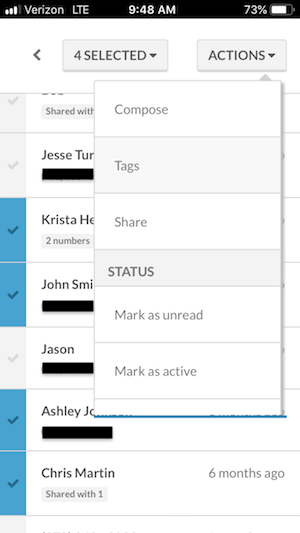 Verizon LTE 9:48 AM 73%
4 SELECTED ACTIONS
Shared with
Compose
Jesse Tur
Tags
Krista He
Share
2 numbers
STATUS
John Smi
Mark as unread
Jason
Mark as active
Ashley
Chris Martin 6 months ago
Shared with 1